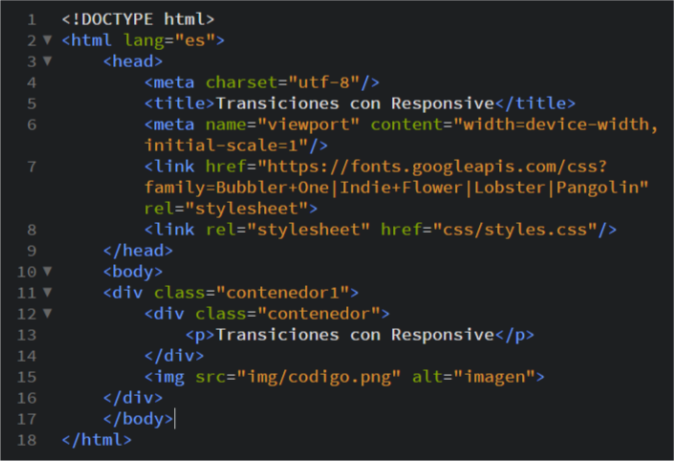 1 <!DOCTYPE html>
2 <html lang="es">
3 <head>
4 <meta charset="utf-8"/>
5 <title>Transiciones con Responsive</title>
6 <meta name="viewport" content="width=device-width,
initial-scale=1"/>
7 <link href="https://fonts.googleapis.com/css?
family=Bubbler+One|Indie+Flower|Lobster|Pangolin"
rel="stylesheet">
8 <link rel="stylesheet" href="css/styles.css"/>
9 </head>
10 <body>
11 <div class="contenedor1">
12 <div class="contenedor">
13 <p>Transiciones con Responsive</p>
14 </div>
15 <img src="img/codigo.png" alt="imagen">
16 </div>
17 </body>
18 </html>